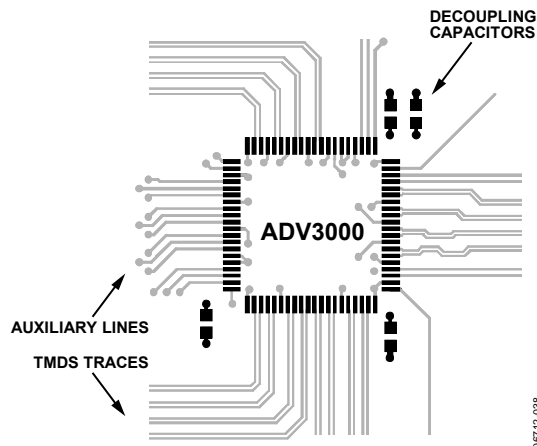 DECOUPLING
CAPACITORS
ADV3000
AUXILIARY LINES
TMDS TRACES